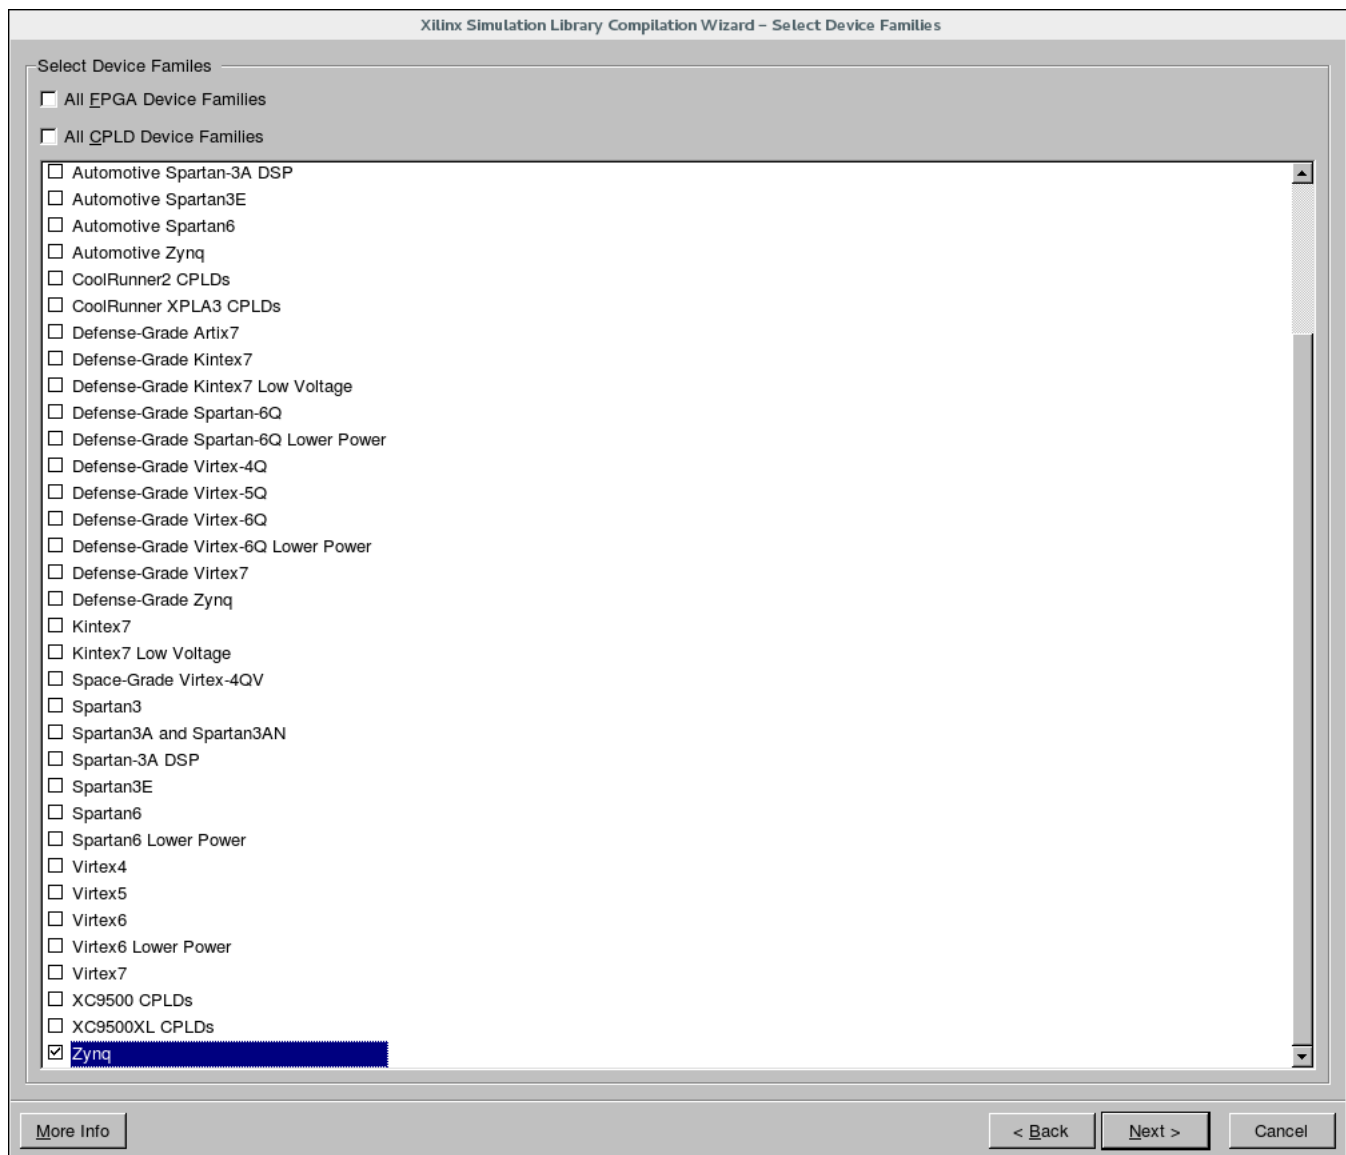 Xilinx Simulation Library Compilation Wizard – Select Device Families
Select Device Familes
All FPGA Device Families
All CPLD Device Families
Automotive Spartan-3A DSP
Automotive Spartan3E
Automotive Spartan6
Automotive Zynq
CoolRunner2 CPLDs
CoolRunner XPLA3 CPLDs
Defense-Grade Artix7
Defense-Grade Kintex7
Defense-Grade Kintex7 Low Voltage
Defense-Grade Spartan-6Q
Defense-Grade Spartan-6Q Lower Power
Defense-Grade Virtex-4Q
Defense-Grade Virtex-5Q
Defense-Grade Virtex-6Q
Defense-Grade Virtex-6Q Lower Power
Defense-Grade Virtex7
Defense-Grade Zynq
Kintex7
Kintex7 Low Voltage
Space-Grade Virtex-4QV
Spartan3
Spartan3A and Spartan3AN
Spartan-3A DSP
Spartan3E
Spartan6
Spartan6 Lower Power
Virtex4
Virtex5
Virtex6
Virtex6 Lower Power
Virtex7
XC9500 CPLDs
XC9500XL CPLDs
Zynq
More Info < Back Next > Cancel